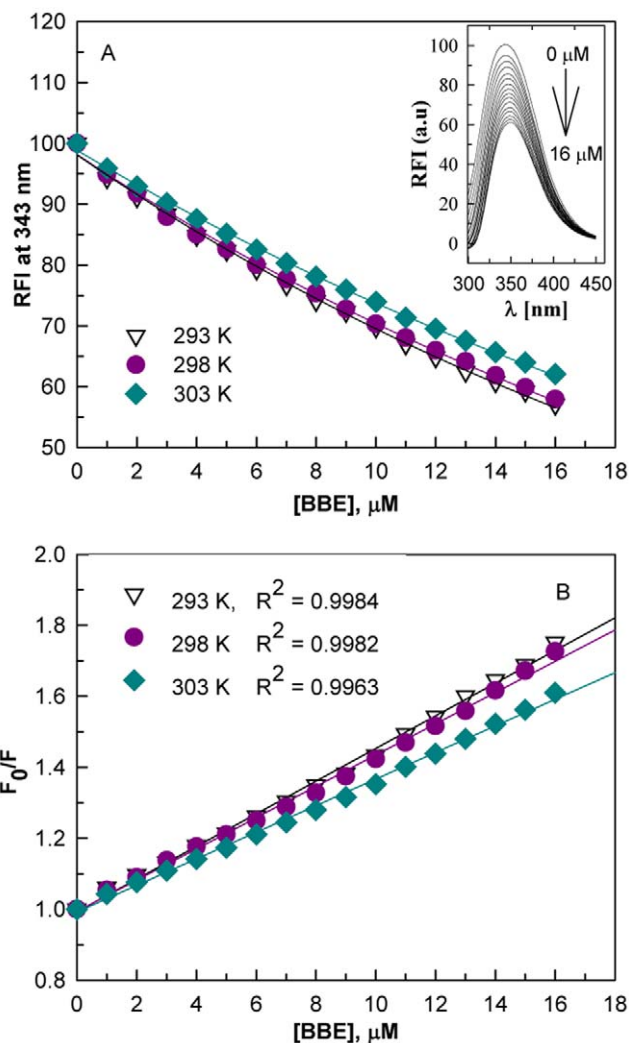 120
110
100
90
80
70
60
50
RFI at 343 nm
A
293 K
298 K
303 K
0 2 4 6 8 10 12 14 16 18
[BBE], μM
100
80
60
40
20
0
RFI (a.u)
0 μM
16 μM
300 350 400 450
λ [nm]
2.0
1.8
1.6
1.4
1.2
1.0
0.8
F0/F
B
293 K, R² = 0.9984
298 K R² = 0.9982
303 K R² = 0.9963
0 2 4 6 8 10 12 14 16 18
[BBE], μM